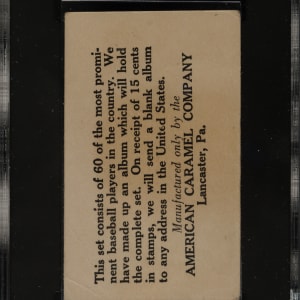 This set consists of 60 of the most promi-
nent baseball players in the country. We
have made up an album which will hold
the complete set. On receipt of 15 cents
in stamps, we will send a blank album
to any address in the United States.
Manufactured only by the
AMERICAN CARAMEL COMPANY
Lancaster, Pa.